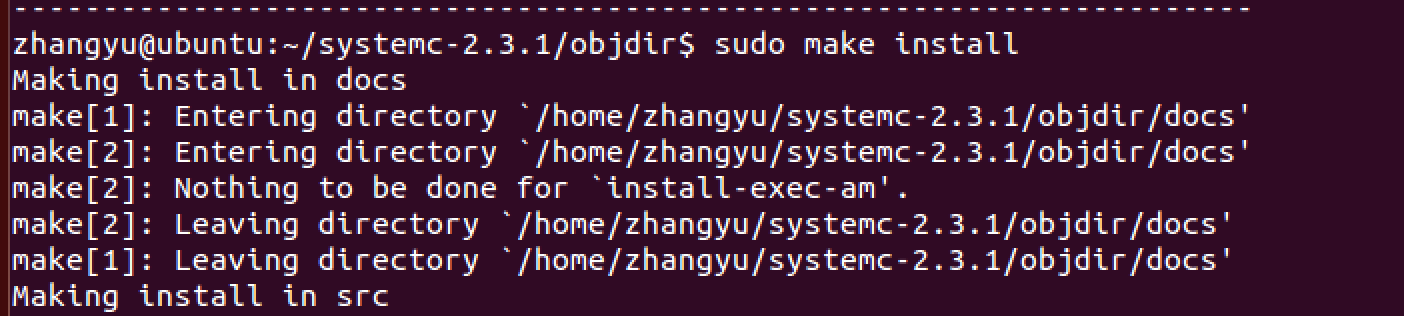 ---------------------------------------------------------------------
zhangyu@ubuntu:~/systemc-2.3.1/objdir$ sudo make install
Making install in docs
make[1]: Entering directory `/home/zhangyu/systemc-2.3.1/objdir/docs'
make[2]: Entering directory `/home/zhangyu/systemc-2.3.1/objdir/docs'
make[2]: Nothing to be done for `install-exec-am'.
make[2]: Leaving directory `/home/zhangyu/systemc-2.3.1/objdir/docs'
make[1]: Leaving directory `/home/zhangyu/systemc-2.3.1/objdir/docs'
Making install in src